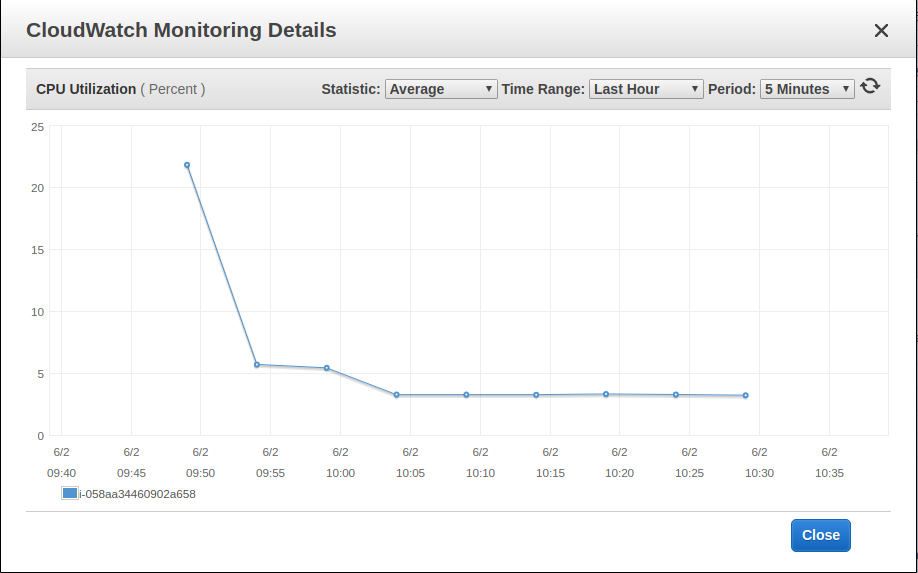 CloudWatch Monitoring Details
CPU Utilization ( Percent ) Statistic: Average Time Range: Last Hour Period: 5 Minutes
25
20
15
10
5
0
6/2 6/2 6/2 6/2 6/2 6/2 6/2 6/2 6/2 6/2 6/2 6/2
09:40 09:45 09:50 09:55 10:00 10:05 10:10 10:15 10:20 10:25 10:30 10:35
i-058aa34460902a658
Close